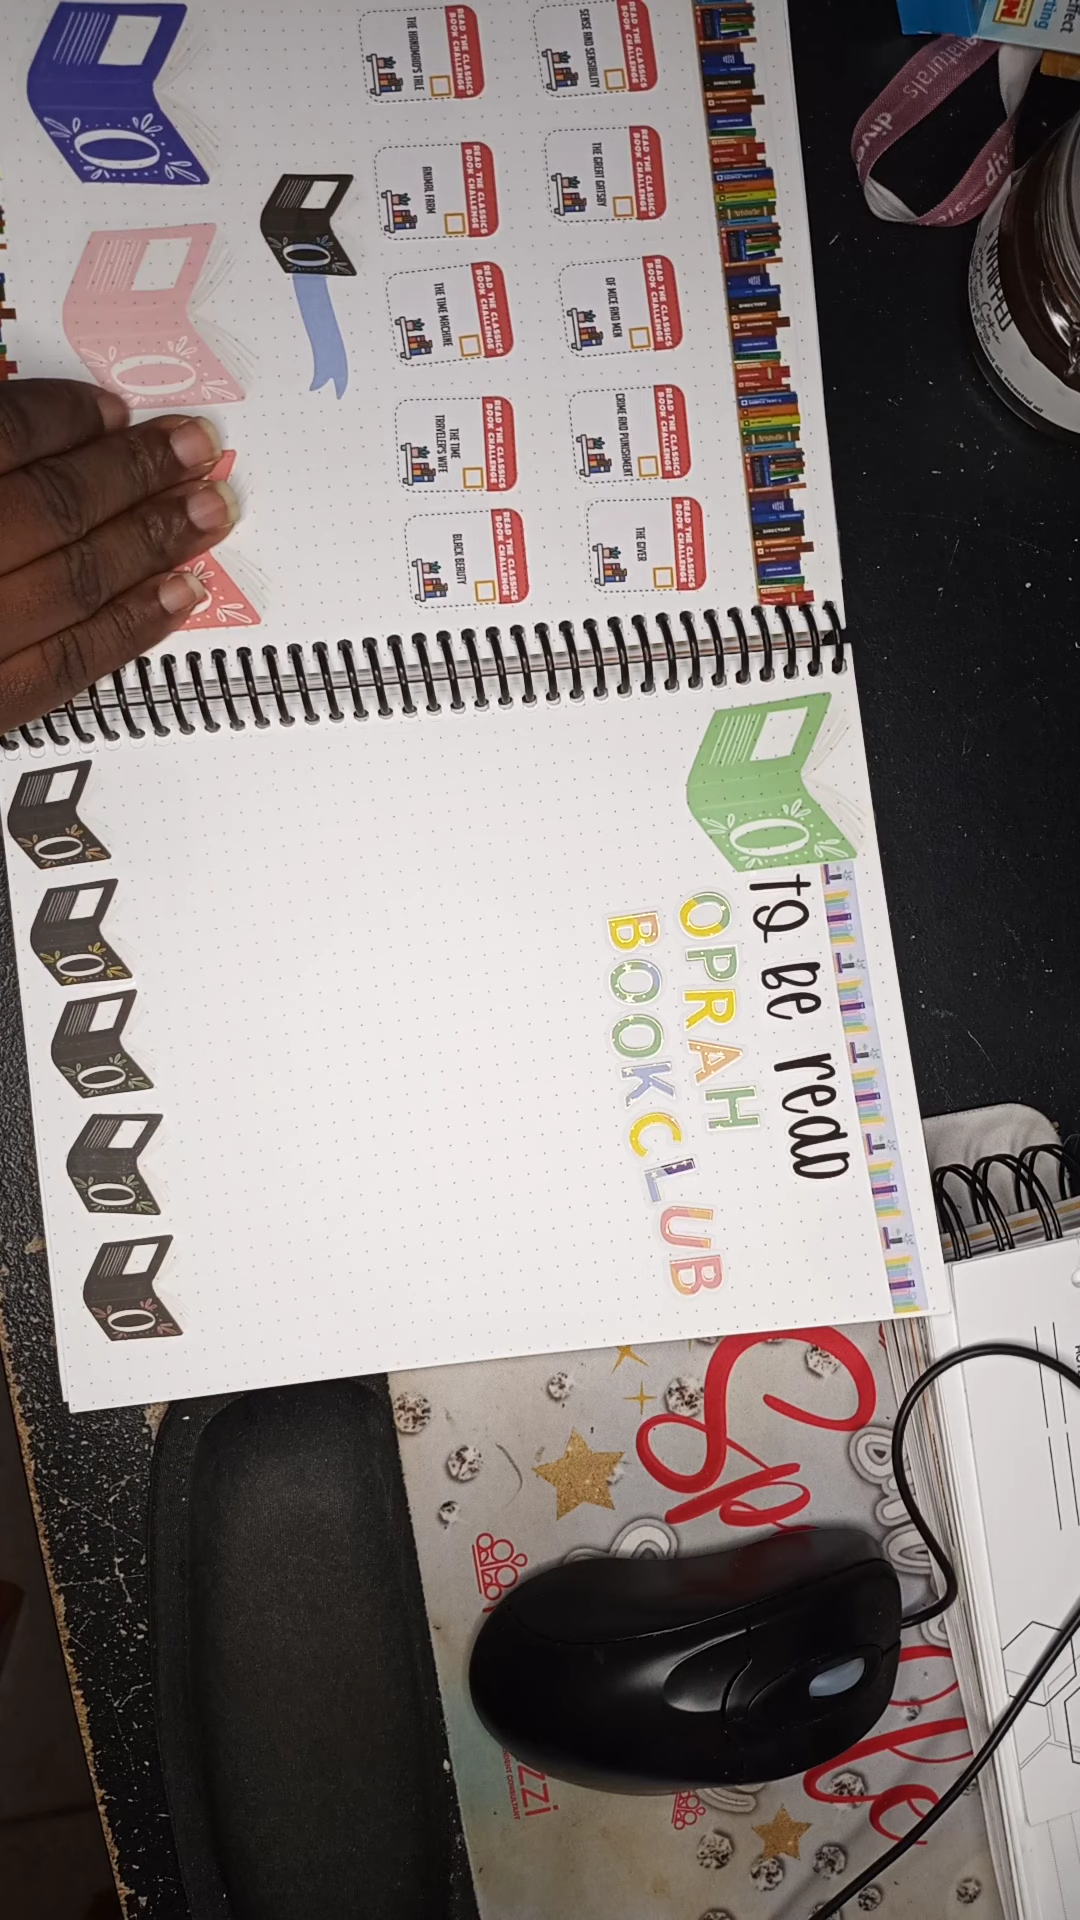 READ THE CLASSICS
BOOK CHALLENGE
SENSE AND SENSIBILITY
READ THE CLASSICS
BOOK CHALLENGE
THE GREAT GATSBY
READ THE CLASSICS
BOOK CHALLENGE
OF MICE AND MEN
READ THE CLASSICS
BOOK CHALLENGE
CRIME AND PUNISHMENT
READ THE CLASSICS
BOOK CHALLENGE
THE GIVER
READ THE CLASSICS
BOOK CHALLENGE
THE HANDMAID'S TALE
READ THE CLASSICS
BOOK CHALLENGE
ANIMAL FARM
READ THE CLASSICS
BOOK CHALLENGE
THE TIME MACHINE
READ THE CLASSICS
BOOK CHALLENGE
THE TIME
TRAVELER'S WIFE
READ THE CLASSICS
BOOK CHALLENGE
BLACK BEAUTY
DIRECTORY
Aristotle
O
O
O
TO BE READ
OPRAH
BOOK CLUB
O
O
O
O
O
O
naturals
WHIPPED